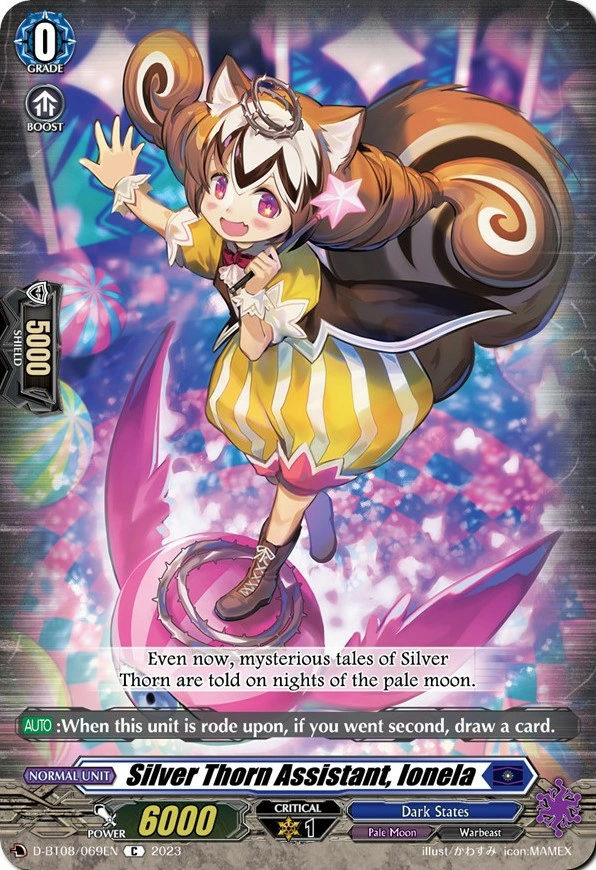 0
GRADE
BOOST
5000
SHIELD
Even now, mysterious tales of Silver
Thorn are told on nights of the pale moon.
AUTO :When this unit is rode upon, if you went second, draw a card.
NORMAL UNIT Silver Thorn Assistant, Ionela
POWER 6000 CRITICAL 1 Dark States
Pale Moon Warbeast
D-BT08/069EN C 2023 illust/かわすみ icon:MAMEX